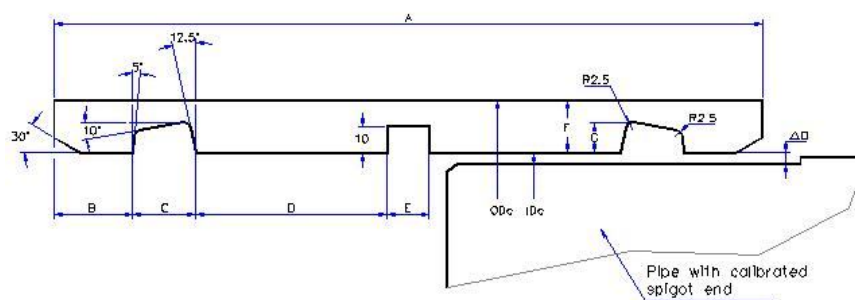 A
12.5°
5°
R2.5
10°
30°
10
F
G
R2.5
ΔD
B
C
D
E
ODc
IDc
Pipe with calibrated
spigot end